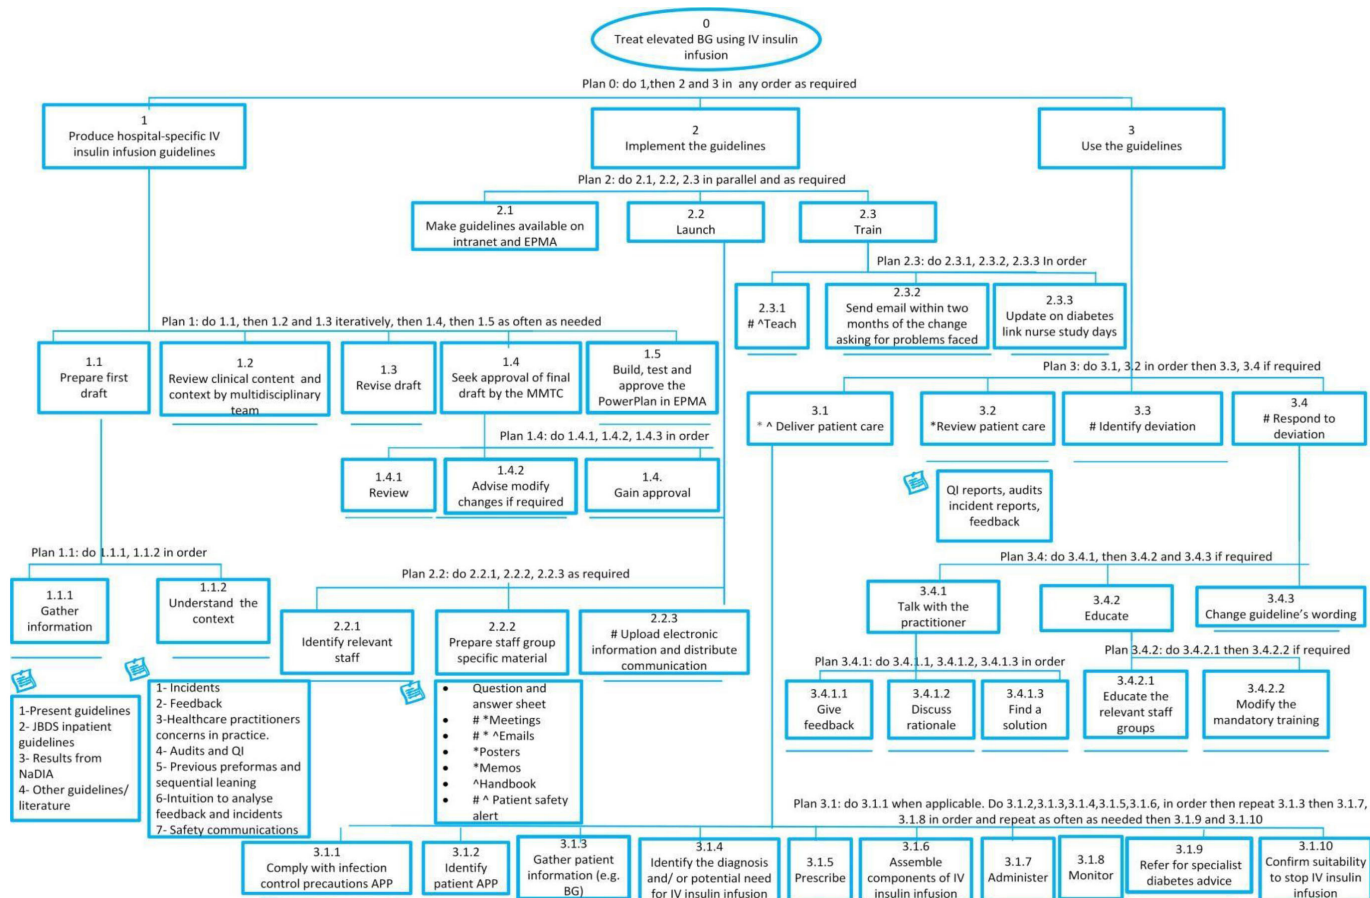 0
Treat elevated BG using IV insulin
infusion
Plan 0: do 1,then 2 and 3 in any order as required
1
Produce hospital-specific IV
insulin infusion guidelines
2
Implement the guidelines
3
Use the guidelines
Plan 2: do 2.1, 2.2, 2.3 in parallel and as required
2.1
Make guidelines available on
intranet and EPMA
2.2
Launch
2.3
Train
Plan 2.3: do 2.3.1, 2.3.2, 2.3.3 In order
2.3.1
# ^Teach
2.3.2
Send email within two
months of the change
asking for problems faced
2.3.3
Update on diabetes
link nurse study days
Plan 1: do 1.1, then 1.2 and 1.3 iteratively, then 1.4, then 1.5 as often as needed
1.1
Prepare first
draft
1.2
Review clinical content and
context by multidisciplinary
team
1.3
Revise draft
1.4
Seek approval of final
draft by the MMTC
1.5
Build, test and
approve the
PowerPlan in EPMA
Plan 3: do 3.1, 3.2 in order then 3.3, 3.4 if required
3.1
* ^ Deliver patient care
3.2
*Review patient care
3.3
# Identify deviation
3.4
# Respond to
deviation
Plan 1.4: do 1.4.1, 1.4.2, 1.4.3 in order
1.4.1
Review
1.4.2
Advise modify
changes if required
1.4.
Gain approval
QI reports, audits
incident reports,
feedback
Plan 1.1: do 1.1.1, 1.1.2 in order
1.1.1
Gather
information
1.1.2
Understand the
context
Plan 2.2: do 2.2.1, 2.2.2, 2.2.3 as required
2.2.1
Identify relevant
staff
2.2.2
Prepare staff group
specific material
2.2.3
# Upload electronic
information and distribute
communication
Plan 3.4: do 3.4.1, then 3.4.2 and 3.4.3 if required
3.4.1
Talk with the
practitioner
3.4.2
Educate
3.4.3
Change guideline's wording
Plan 3.4.1: do 3.4.1.1, 3.4.1.2, 3.4.1.3 in order
Plan 3.4.2: do 3.4.2.1 then 3.4.2.2 if required
3.4.1.1
Give
feedback
3.4.1.2
Discuss
rationale
3.4.1.3
Find a
solution
3.4.2.1
Educate the
relevant staff
groups
3.4.2.2
Modify the
mandatory training
1-Present guidelines
2- JBDS inpatient
guidelines
3- Results from
NaDIA
4- Other guidelines/
literature
1- Incidents
2- Feedback
3-Healthcare practitioners
concerns in practice.
4- Audits and QI
5- Previous preformas and
sequential leaning
6-Intuition to analyse
feedback and incidents
7- Safety communications
• Question and
answer sheet
• # *Meetings
• # * ^Emails
• *Posters
• *Memos
• ^Handbook
• # ^ Patient safety
alert
Plan 3.1: do 3.1.1 when applicable. Do 3.1.2,3.1.3,3.1.4,3.1.5,3.1.6, in order then repeat 3.1.3 then 3.1.7,
3.1.8 in order and repeat as often as needed then 3.1.9 and 3.1.10
3.1.1
Comply with infection
control precautions APP
3.1.2
Identify
patient APP
3.1.3
Gather patient
information (e.g.
BG)
3.1.4
Identify the diagnosis
and/ or potential need
for IV insulin infusion
3.1.5
Prescribe
3.1.6
Assemble
components of IV
insulin infusion
3.1.7
Administer
3.1.8
Monitor
3.1.9
Refer for specialist
diabetes advice
3.1.10
Confirm suitability
to stop IV insulin
infusion